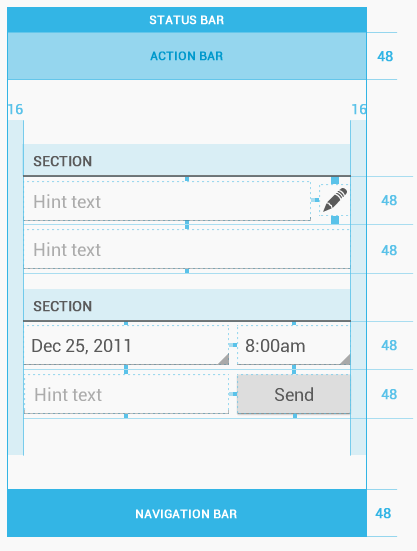 STATUS BAR
ACTION BAR 48
16 16
SECTION
Hint text 48
Hint text 48
SECTION
Dec 25, 2011 8:00am 48
Hint text Send 48
NAVIGATION BAR 48